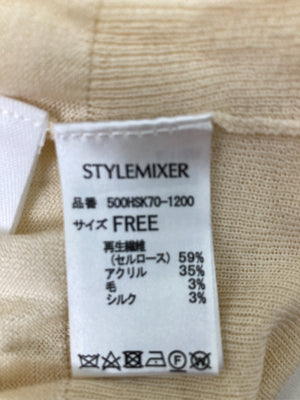 STYLEMIXER
品番 500HSK70-1200
サイズ FREE
再生繊維
(セルロース) 59%
アクリル 35%
毛 3%
シルク 3%